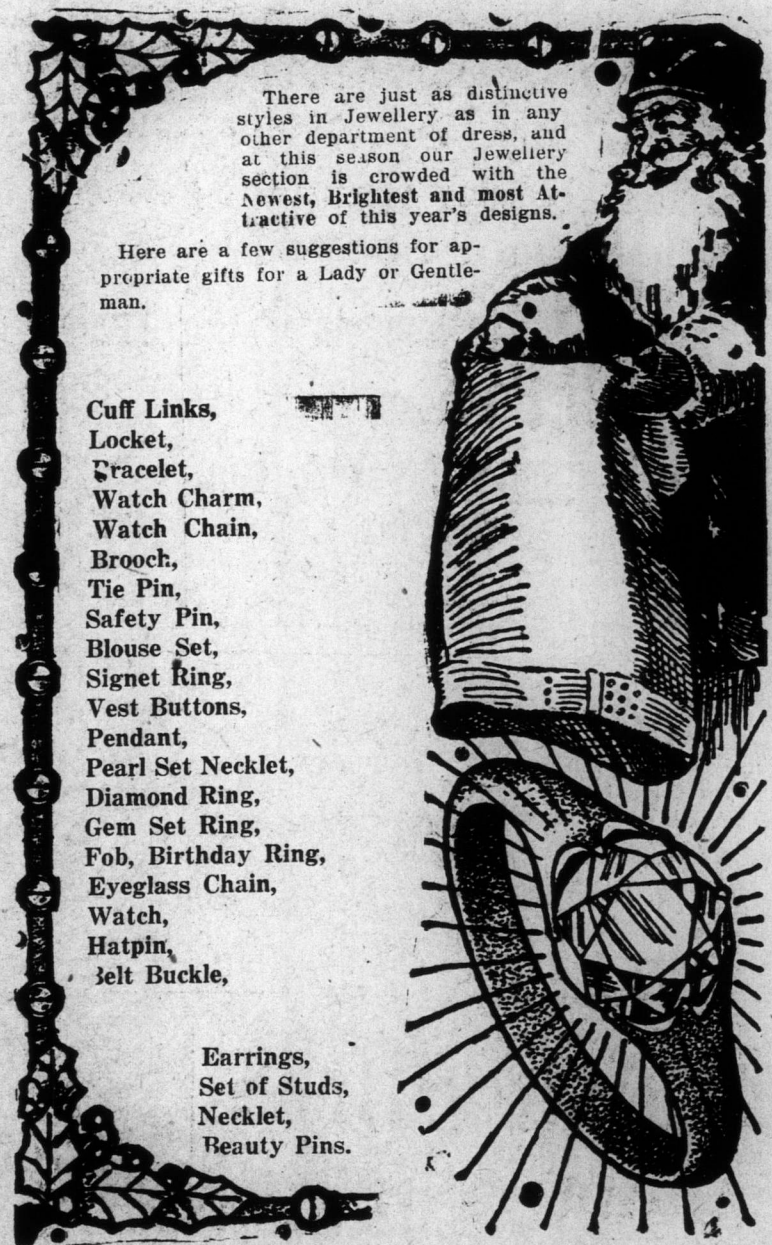 There are just as distinctive
styles in Jewellery as in any
other department of dress, and
at this season our Jewellery
section is crowded with the
Newest, Brightest and most At-
tractive of this year's designs.
Here are a few suggestions for ap-
propriate gifts for a Lady or Gentle-
man.
Cuff Links,
Locket,
Bracelet,
Watch Charm,
Watch Chain,
Brooch,
Tie Pin,
Safety Pin,
Blouse Set,
Signet Ring,
Vest Buttons,
Pendant,
Pearl Set Necklet,
Diamond Ring,
Gem Set Ring,
Fob, Birthday Ring,
Eyeglass Chain,
Watch,
Hatpin,
Belt Buckle,
Earrings,
Set of Studs,
Necklet,
Beauty Pins.